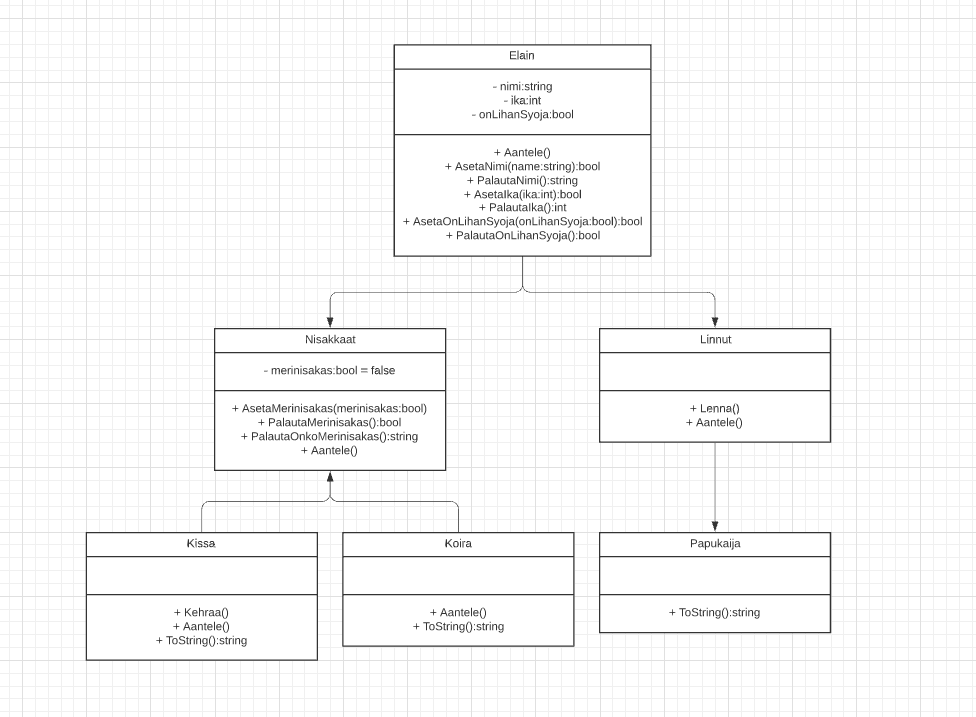 Elain
- nimi:string
- ika:int
- onLihanSyoja:bool
+ Aantele()
+ AsetaNimi(name:string):bool
+ PalautaNimi():string
+ AsetaIka(ika:int):bool
+ PalautaIka():int
+ AsetaOnLihanSyoja(onLihanSyoja:bool):bool
+ PalautaOnLihanSyoja():bool
Nisakkaat
- merinisakas:bool = false
+ AsetaMerinisakas(merinisakas:bool)
+ PalautaMerinisakas():bool
+ PalautaOnkoMerinisakas():string
+ Aantele()
Linnut
+ Lenna()
+ Aantele()
Kissa
+ Kehraa()
+ Aantele()
+ ToString():string
Koira
+ Aantele()
+ ToString():string
Papukaija
+ ToString():string